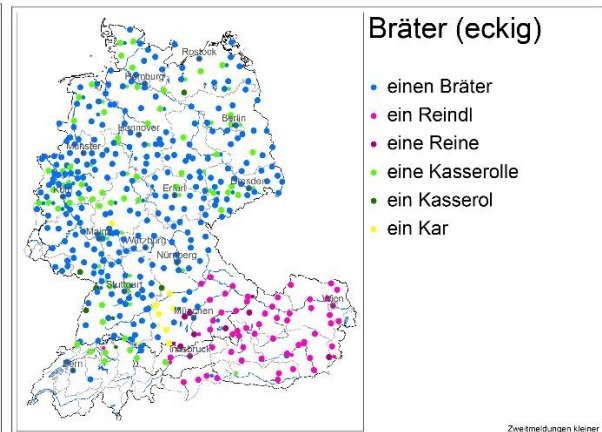 Bräter (eckig)
einen Bräter
ein Reindl
eine Reine
eine Kasserolle
ein Kasserol
ein Kar
Rostock
Hamburg
Berlin
Hannover
Münster
Köln
Erfurt
Dresden
Mainz
Würzburg
Nürnberg
Stuttgart
München
Wien
Innsbruck
Bern
Zweitmeldungen kleiner